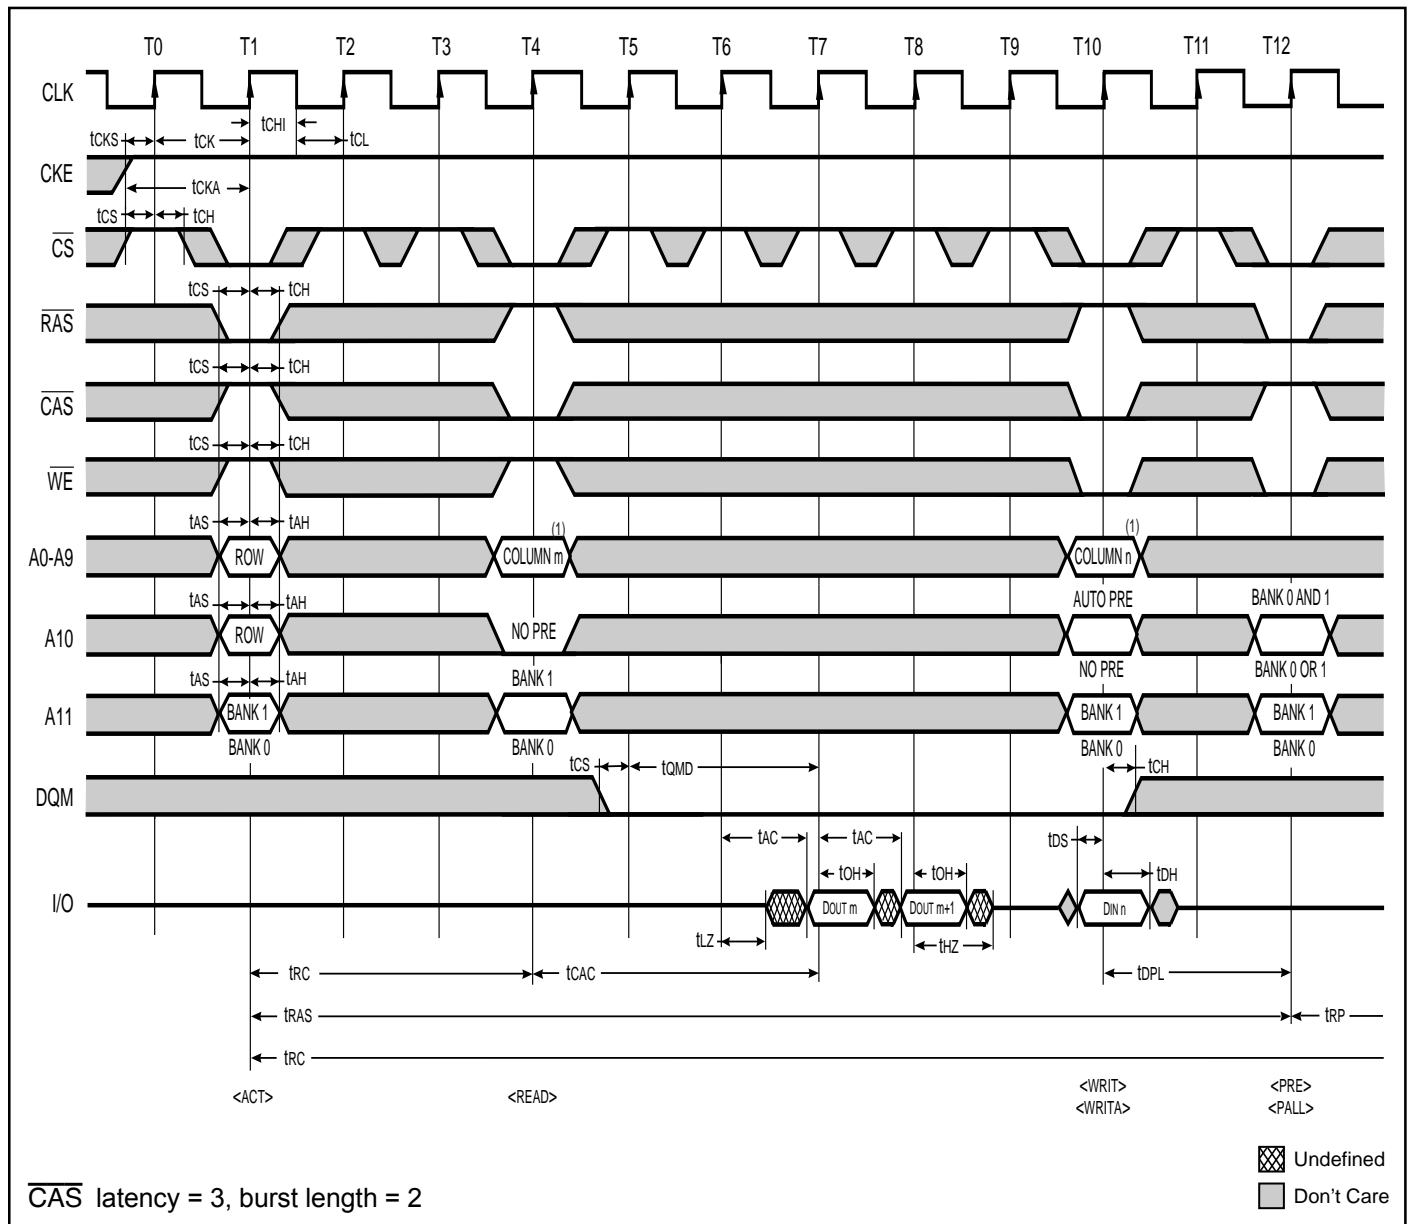 T0 T1 T2 T3 T4 T5 T6 T7 T8 T9 T10 T11 T12
CLK
tCHI
tCKS tCK tCL
CKE
tCKA
tCS tCH
CS
tCS tCH
RAS
tCS tCH
CAS
tCS tCH
WE
tAS tAH (1) (1)
A0-A9 ROW COLUMN m COLUMN n
tAS tAH AUTO PRE BANK 0 AND 1
A10 ROW NO PRE
NO PRE BANK 0 OR 1
tAS tAH BANK 1
A11 BANK 1 BANK 1 BANK 1
BANK 0 BANK 0 BANK 0 BANK 0
tCS tQMD tCH
DQM
tAC tAC tDS
tOH tOH tDH
I/O DOUT m DOUT m+1 DIN n
tLZ tHZ
tRC tCAC tDPL
tRAS tRP
tRC
<ACT> <READ> <WRIT> <PRE>
<WRITA> <PALL>
Undefined
CAS latency = 3, burst length = 2 Don't Care